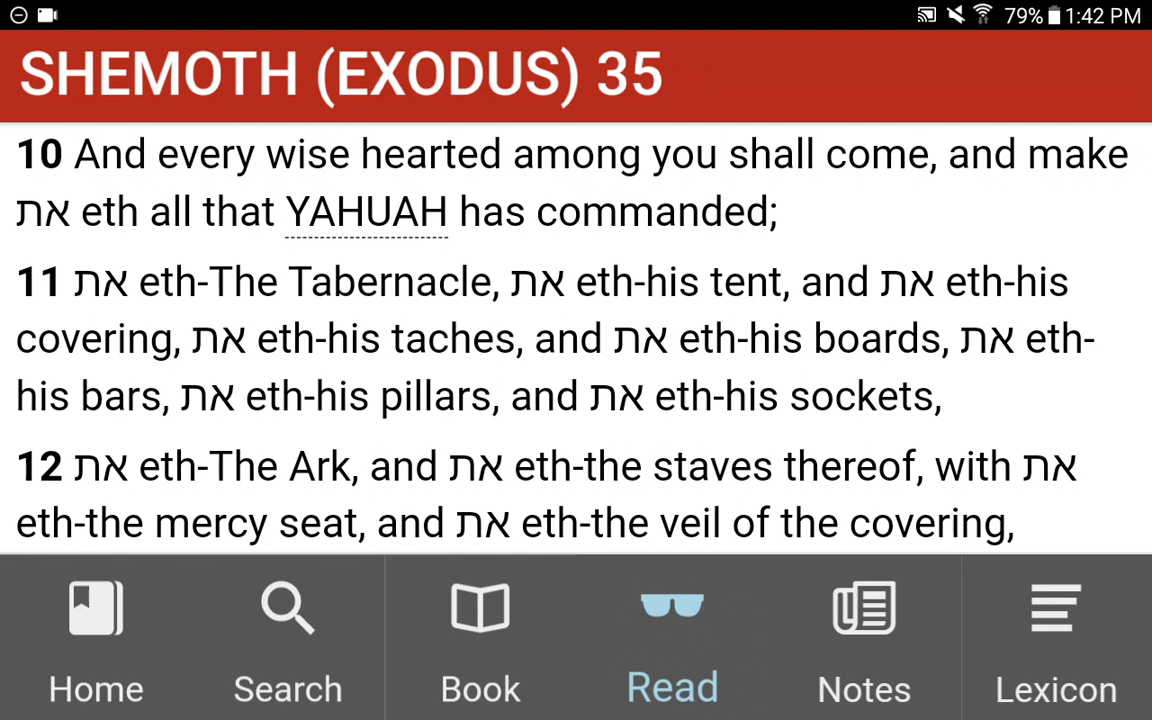 79% 1:42 PM
SHEMOTH (EXODUS) 35
10 And every wise hearted among you shall come, and make
את eth all that YAHUAH has commanded;
11 את eth-The Tabernacle, את eth-his tent, and את eth-his
covering, את eth-his taches, and את eth-his boards, את eth-
his bars, את eth-his pillars, and את eth-his sockets,
12 את eth-The Ark, and את eth-the staves thereof, with את
eth-the mercy seat, and את eth-the veil of the covering,
Home Search Book Read Notes Lexicon